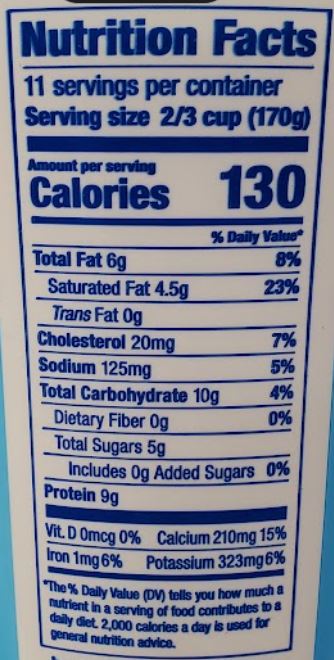 Nutrition Facts
11 servings per container
Serving size 2/3 cup (170g)
Amount per serving
Calories 130
% Daily Value*
Total Fat 6g 8%
Saturated Fat 4.5g 23%
Trans Fat 0g
Cholesterol 20mg 7%
Sodium 125mg 5%
Total Carbohydrate 10g 4%
Dietary Fiber 0g 0%
Total Sugars 5g
Includes 0g Added Sugars 0%
Protein 9g
Vit. D 0mcg 0% Calcium 210mg 15%
Iron 1mg 6% Potassium 323mg 6%
*The % Daily Value (DV) tells you how much a
nutrient in a serving of food contributes to a
daily diet. 2,000 calories a day is used for
general nutrition advice.